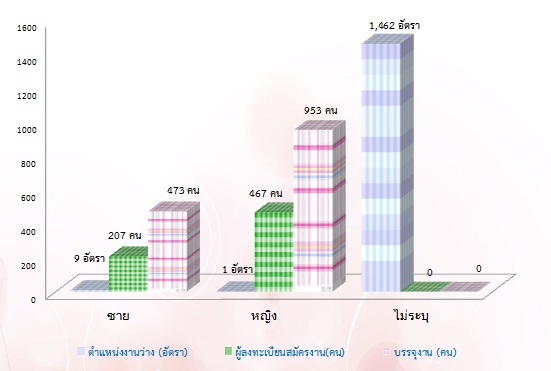 1,462 อัตรา
1600
1400
1200
1000
800
600
400
200
0
953 คน
473 คน
467 คน
207 คน
9 อัตรา
1 อัตรา
0
0
ชาย
หญิง
ไม่ระบุ
ตำแหน่งงานว่าง (อัตรา)
ผู้ลงทะเบียนสมัครงาน(คน)
บรรจุงาน (คน)